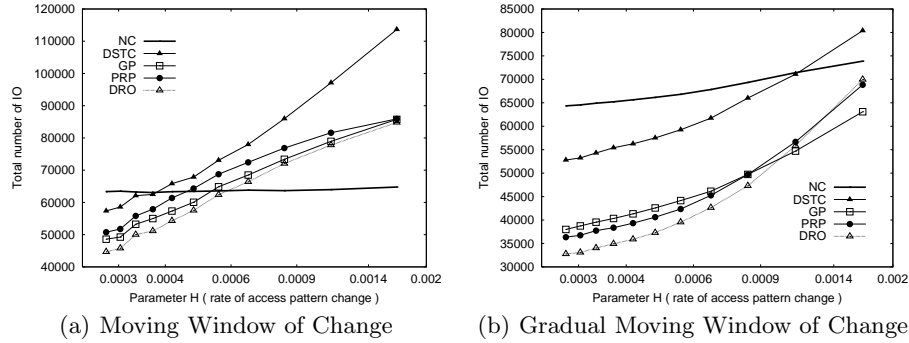 120000
110000
100000
90000
80000
70000
60000
50000
40000
Total number of IO
NC
DSTC
GP
PRP
DRO
0.0003 0.0004 0.0006 0.0009 0.0014 0.002
Parameter H ( rate of access pattern change )
(a) Moving Window of Change
85000
80000
75000
70000
65000
60000
55000
50000
45000
40000
35000
30000
Total number of IO
NC
DSTC
GP
PRP
DRO
0.0003 0.0004 0.0006 0.0009 0.0014 0.002
Parameter H ( rate of access pattern change )
(b) Gradual Moving Window of Change